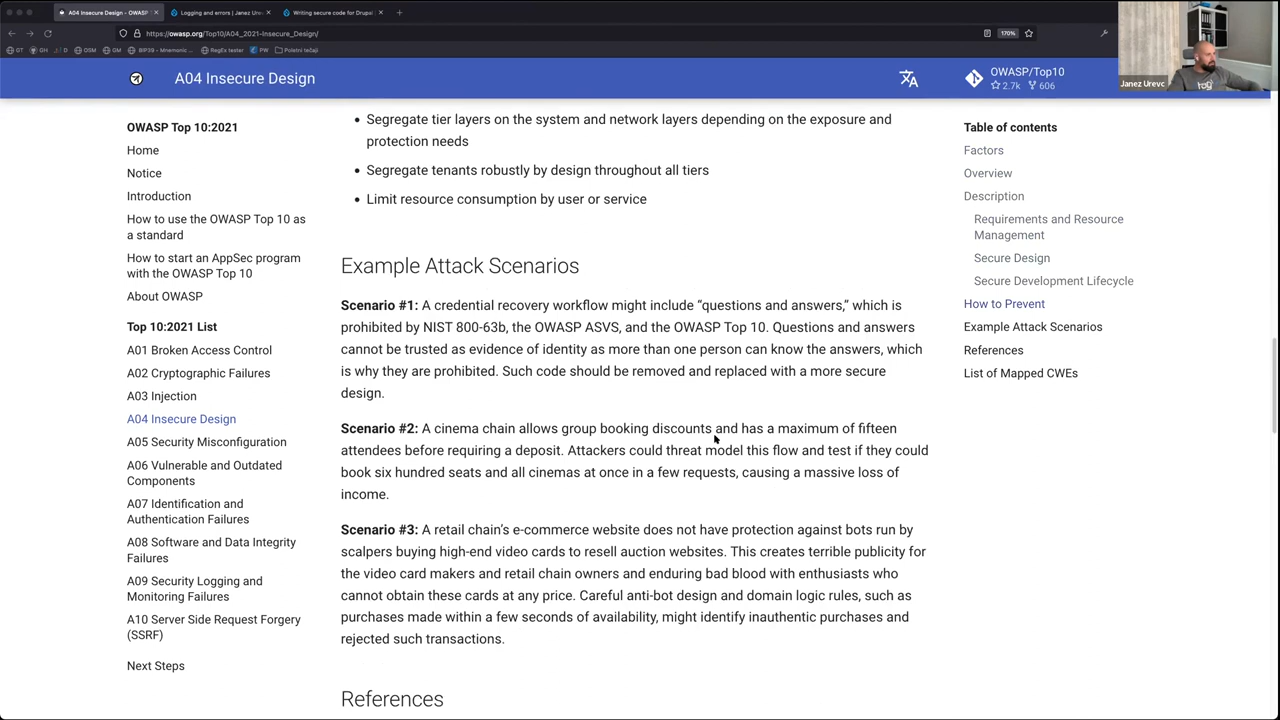 A04 Insecure Design - OWASP
Logging and errors | Janez Urev
Writing secure code for Drupal
https://owasp.org/Top10/A04_2021-Insecure_Design/
170%
GT
GH
D
OSM
GM
BIP39 - Mnemonic
RegEx tester
PW
Poletni tečaji
A04 Insecure Design
OWASP/Top10
2.7k 606
Janez Urevc
OWASP Top 10:2021
Home
Notice
Introduction
How to use the OWASP Top 10 as
a standard
How to start an AppSec program
with the OWASP Top 10
About OWASP
Top 10:2021 List
A01 Broken Access Control
A02 Cryptographic Failures
A03 Injection
A04 Insecure Design
A05 Security Misconfiguration
A06 Vulnerable and Outdated
Components
A07 Identification and
Authentication Failures
A08 Software and Data Integrity
Failures
A09 Security Logging and
Monitoring Failures
A10 Server Side Request Forgery
(SSRF)
Next Steps
Segregate tier layers on the system and network layers depending on the exposure and
protection needs
Segregate tenants robustly by design throughout all tiers
Limit resource consumption by user or service
Example Attack Scenarios
Scenario #1: A credential recovery workflow might include “questions and answers,” which is
prohibited by NIST 800-63b, the OWASP ASVS, and the OWASP Top 10. Questions and answers
cannot be trusted as evidence of identity as more than one person can know the answers, which
is why they are prohibited. Such code should be removed and replaced with a more secure
design.
Scenario #2: A cinema chain allows group booking discounts and has a maximum of fifteen
attendees before requiring a deposit. Attackers could threat model this flow and test if they could
book six hundred seats and all cinemas at once in a few requests, causing a massive loss of
income.
Scenario #3: A retail chain’s e-commerce website does not have protection against bots run by
scalpers buying high-end video cards to resell auction websites. This creates terrible publicity for
the video card makers and retail chain owners and enduring bad blood with enthusiasts who
cannot obtain these cards at any price. Careful anti-bot design and domain logic rules, such as
purchases made within a few seconds of availability, might identify inauthentic purchases and
rejected such transactions.
References
Table of contents
Factors
Overview
Description
Requirements and Resource
Management
Secure Design
Secure Development Lifecycle
How to Prevent
Example Attack Scenarios
References
List of Mapped CWEs